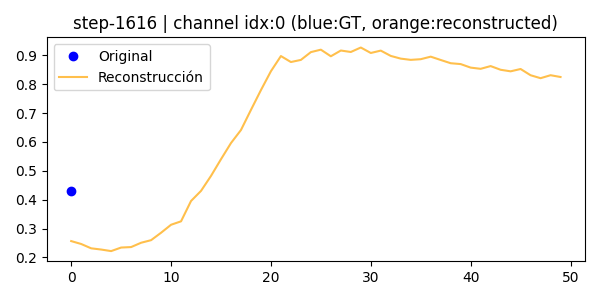 step-1616 | channel idx:0 (blue:GT, orange:reconstructed)
Original
Reconstrucción
0.9
0.8
0.7
0.6
0.5
0.4
0.3
0.2
0 10 20 30 40 50